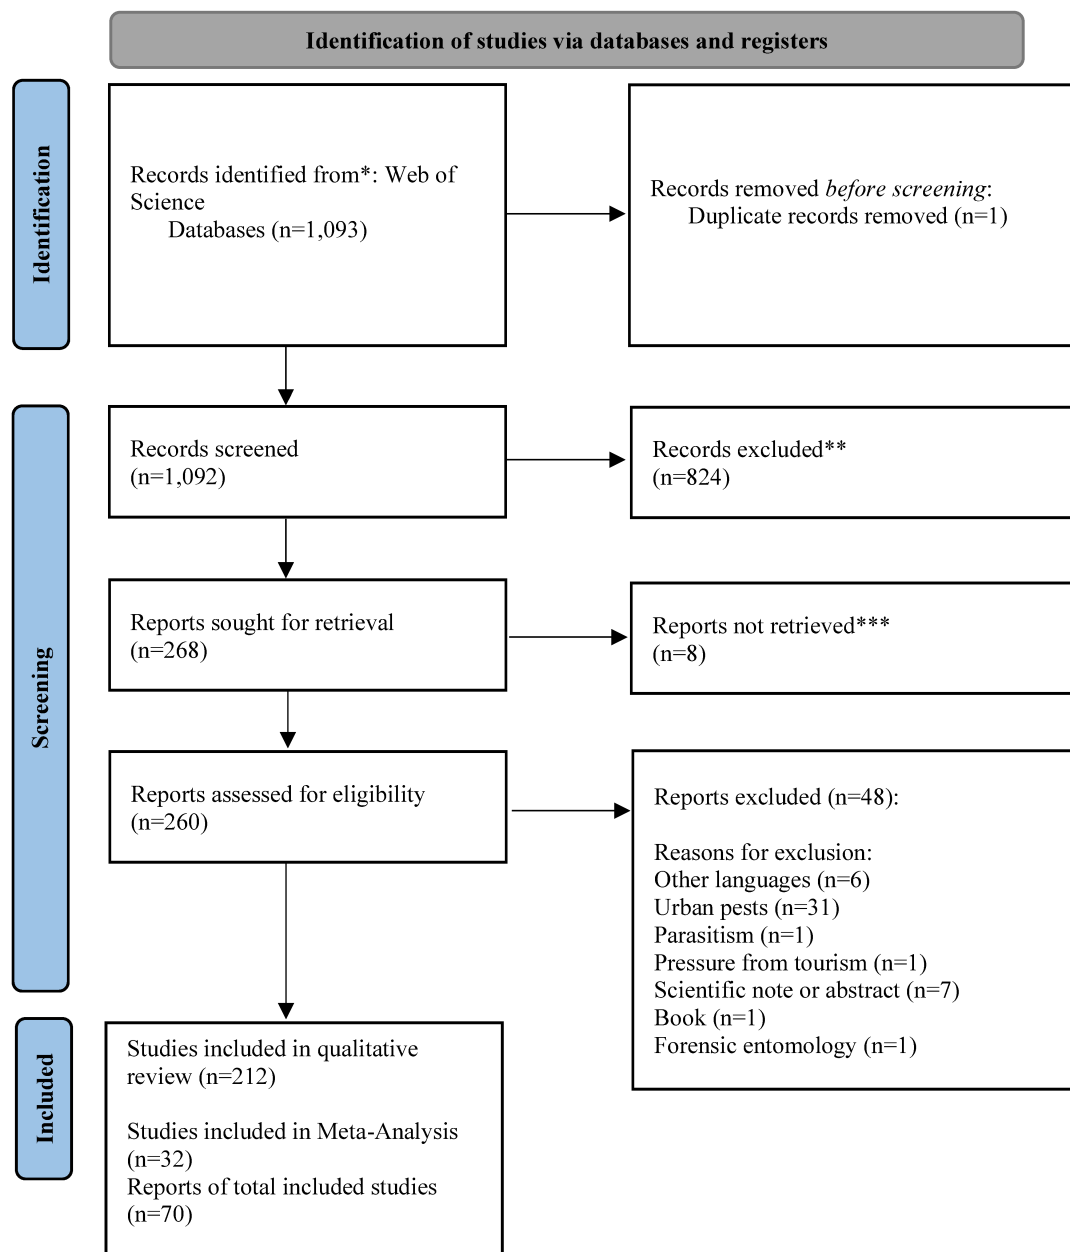 Identification of studies via databases and registers
Identification
Records identified from*: Web of
Science
Databases (n=1,093)
Records removed before screening:
Duplicate records removed (n=1)
Screening
Records screened
(n=1,092)
Records excluded**
(n=824)
Reports sought for retrieval
(n=268)
Reports not retrieved***
(n=8)
Reports assessed for eligibility
(n=260)
Reports excluded (n=48):
Reasons for exclusion:
Other languages (n=6)
Urban pests (n=31)
Parasitism (n=1)
Pressure from tourism (n=1)
Scientific note or abstract (n=7)
Book (n=1)
Forensic entomology (n=1)
Included
Studies included in qualitative
review (n=212)
Studies included in Meta-Analysis
(n=32)
Reports of total included studies
(n=70)